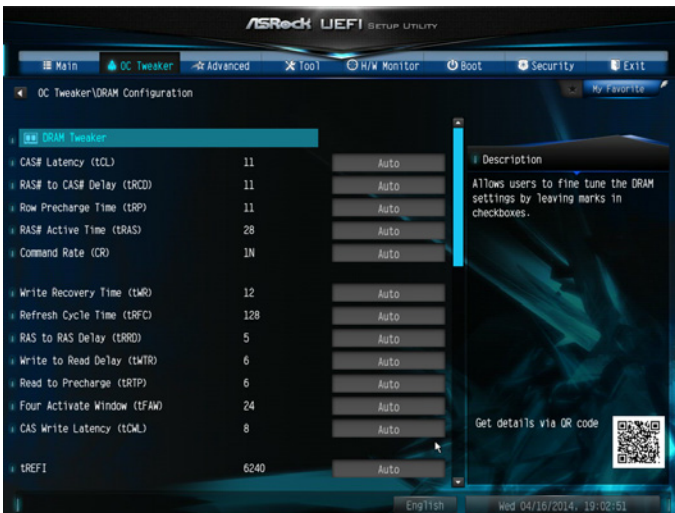 ASRock UEFI SETUP UTILITY
Main OC Tweaker Advanced Tool H/W Monitor Boot Security Exit
OC Tweaker\DRAM Configuration
My Favorite
DRAM Tweaker
CAS# Latency (tCL) 11 Auto
RAS# to CAS# Delay (tRCD) 11 Auto
Row Precharge Time (tRP) 11 Auto
RAS# Active Time (tRAS) 28 Auto
Command Rate (CR) 1N Auto
Write Recovery Time (tWR) 12 Auto
Refresh Cycle Time (tRFC) 128 Auto
RAS to RAS Delay (tRRD) 5 Auto
Write to Read Delay (tWTR) 6 Auto
Read to Precharge (tRTP) 6 Auto
Four Activate Window (tFAW) 24 Auto
CAS Write Latency (tCWL) 8 Auto
tREFI 6240 Auto
Description
Allows users to fine tune the DRAM
settings by leaving marks in
checkboxes.
Get details via QR code
English
Wed 04/16/2014, 19:02:51